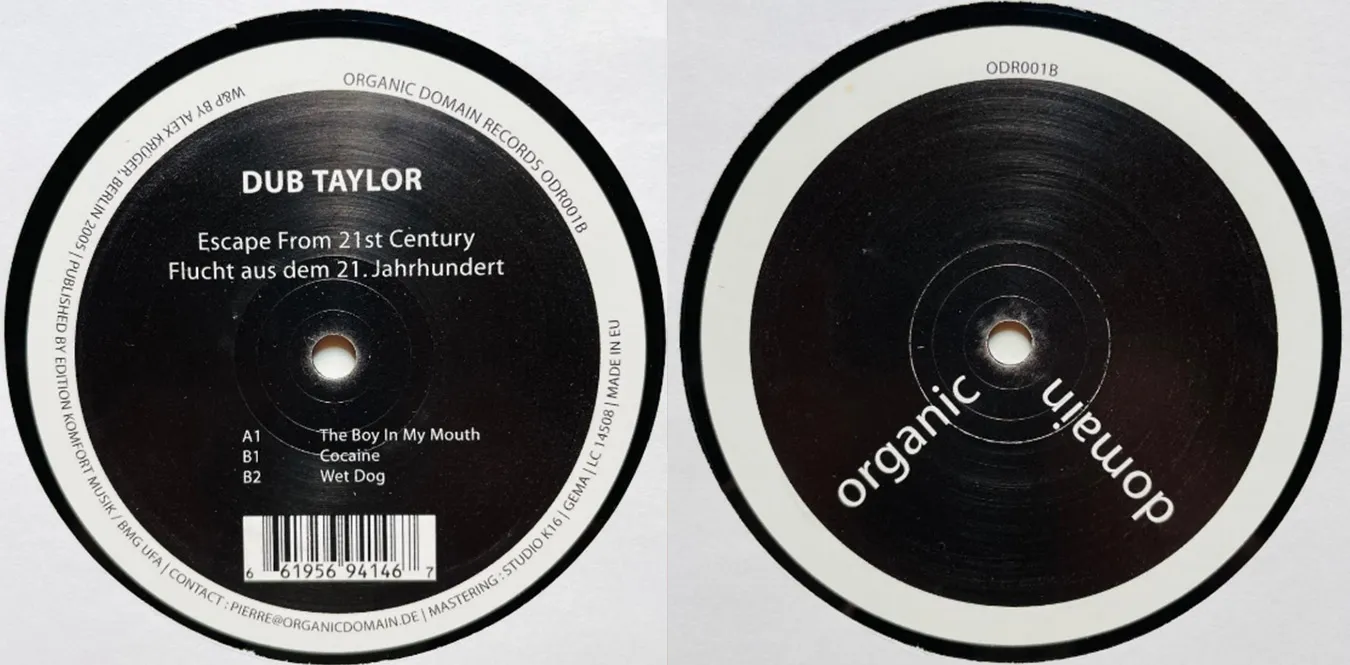 ORGANIC DOMAIN RECORDS ODR001B
W&P BY ALEX KRÜGER, BERLIN 2005 | PUBLISHED BY EDITION KOMFORT MUSIK / BMG UFA | CONTACT : PIERRE@ORGANICDOMAIN.DE | MASTERING : STUDIO K16 | GEMA | LC 14508 | MADE IN EU
DUB TAYLOR
Escape From 21st Century
Flucht aus dem 21. Jahrhundert
A1 The Boy In My Mouth
B1 Cocaine
B2 Wet Dog
6 61956 94146 7
ODR001B
organic
domain